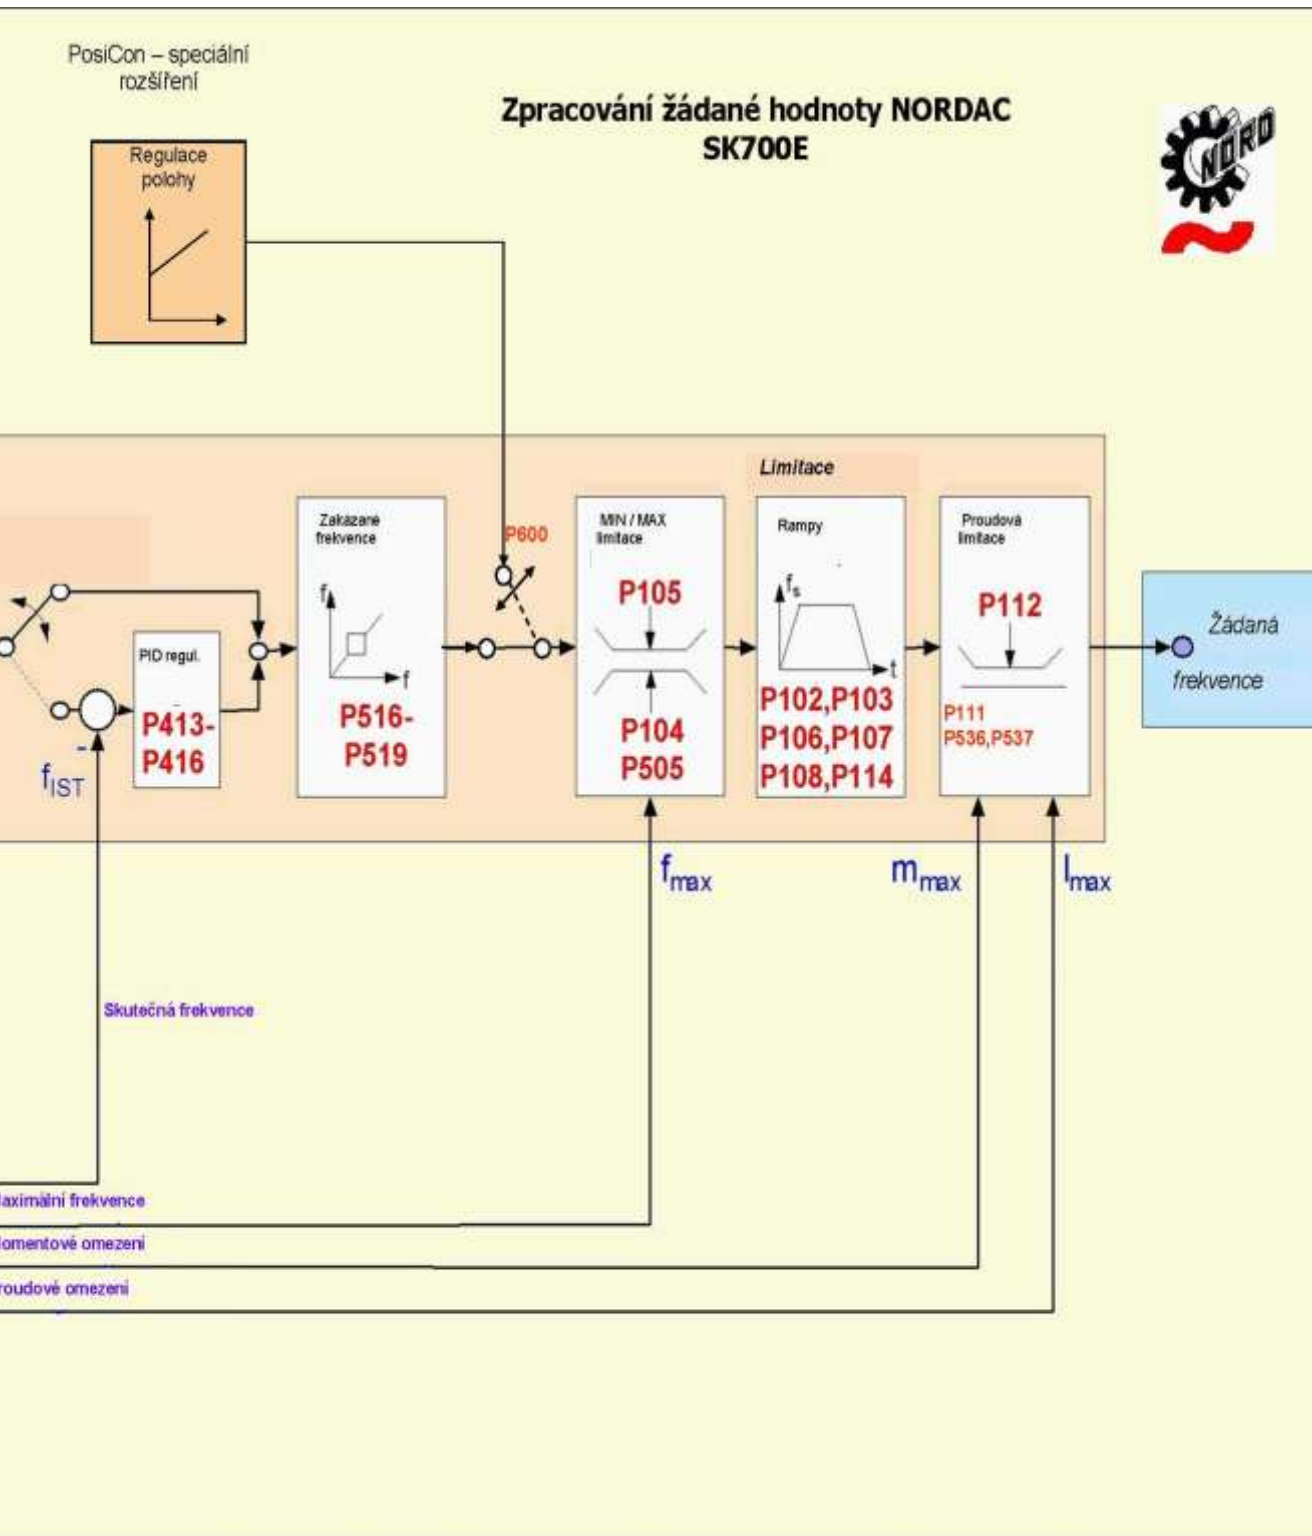 PosiCon – speciální
rozšíření
Zpracování žádané hodnoty NORDAC
SK700E
NORD
Regulace
polohy
Limitace
Zakázané
frekvence
f
f
P516-
P519
P600
MIN / MAX
limitace
P105
P104
P505
Rampy
fs
t
P102,P103
P106,P107
P108,P114
Proudová
limitace
P112
P111
P536,P537
Žádaná
frekvence
PID regul.
P413-
P416
-
fIST
fmax
mmax
Imax
Skutečná frekvence
aximální frekvence
omentové omezení
roudové omezení